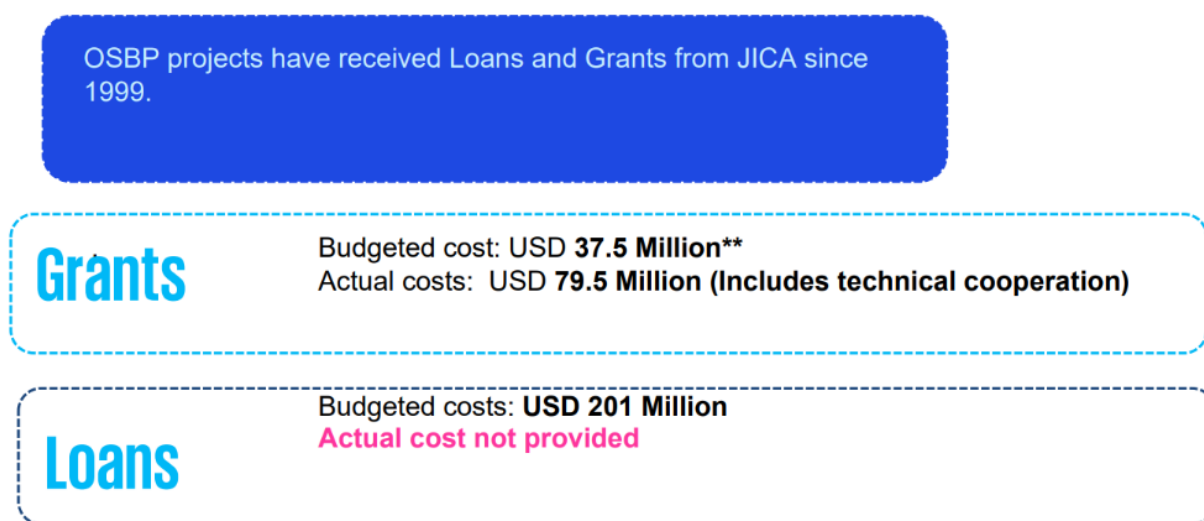 OSBP projects have received Loans and Grants from JICA since
1999.
Grants
Budgeted cost: USD 37.5 Million**
Actual costs:  USD 79.5 Million (Includes technical cooperation)
Loans
Budgeted costs: USD 201 Million
Actual cost not provided